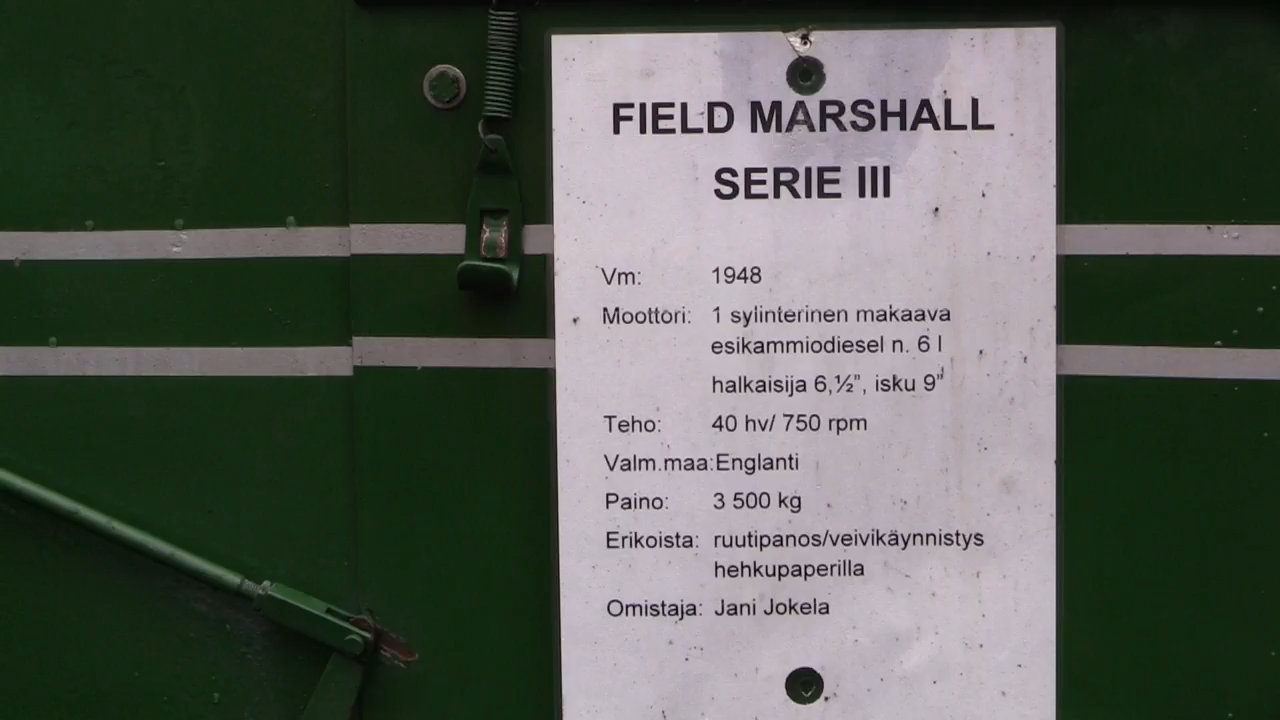 FIELD MARSHALL
SERIE III
Vm: 1948
Moottori: 1 sylinterinen makaava
esikammiodiesel n. 6 l
halkaisija 6,½”, isku 9”
Teho: 40 hv/ 750 rpm
Valm.maa:Englanti
Paino: 3 500 kg
Erikoista: ruutipanos/veivikäynnistys
hehkupaperilla
Omistaja: Jani Jokela